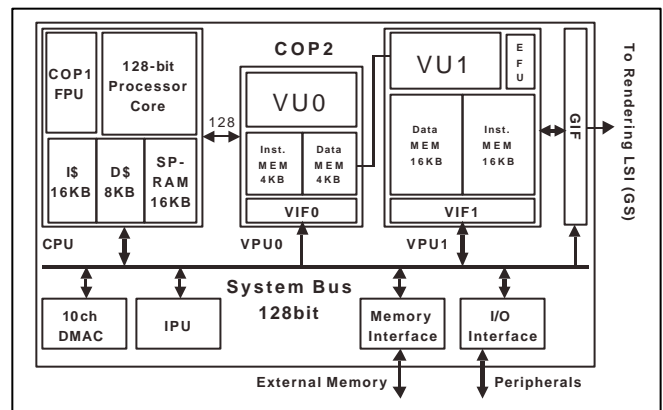 COP2
COP1
FPU
128-bit
Processor
Core
I$
16KB
D$
8KB
SP-
RAM
16KB
CPU
128
VU0
Inst.
MEM
4KB
Data
MEM
4KB
VIF0
VPU0
VU1
E
F
U
Data
MEM
16KB
Inst.
MEM
16KB
VIF1
VPU1
GIF
To Rendering LSI (GS)
System Bus
128bit
10ch
DMAC
IPU
Memory
Interface
I/O
Interface
External Memory
Peripherals